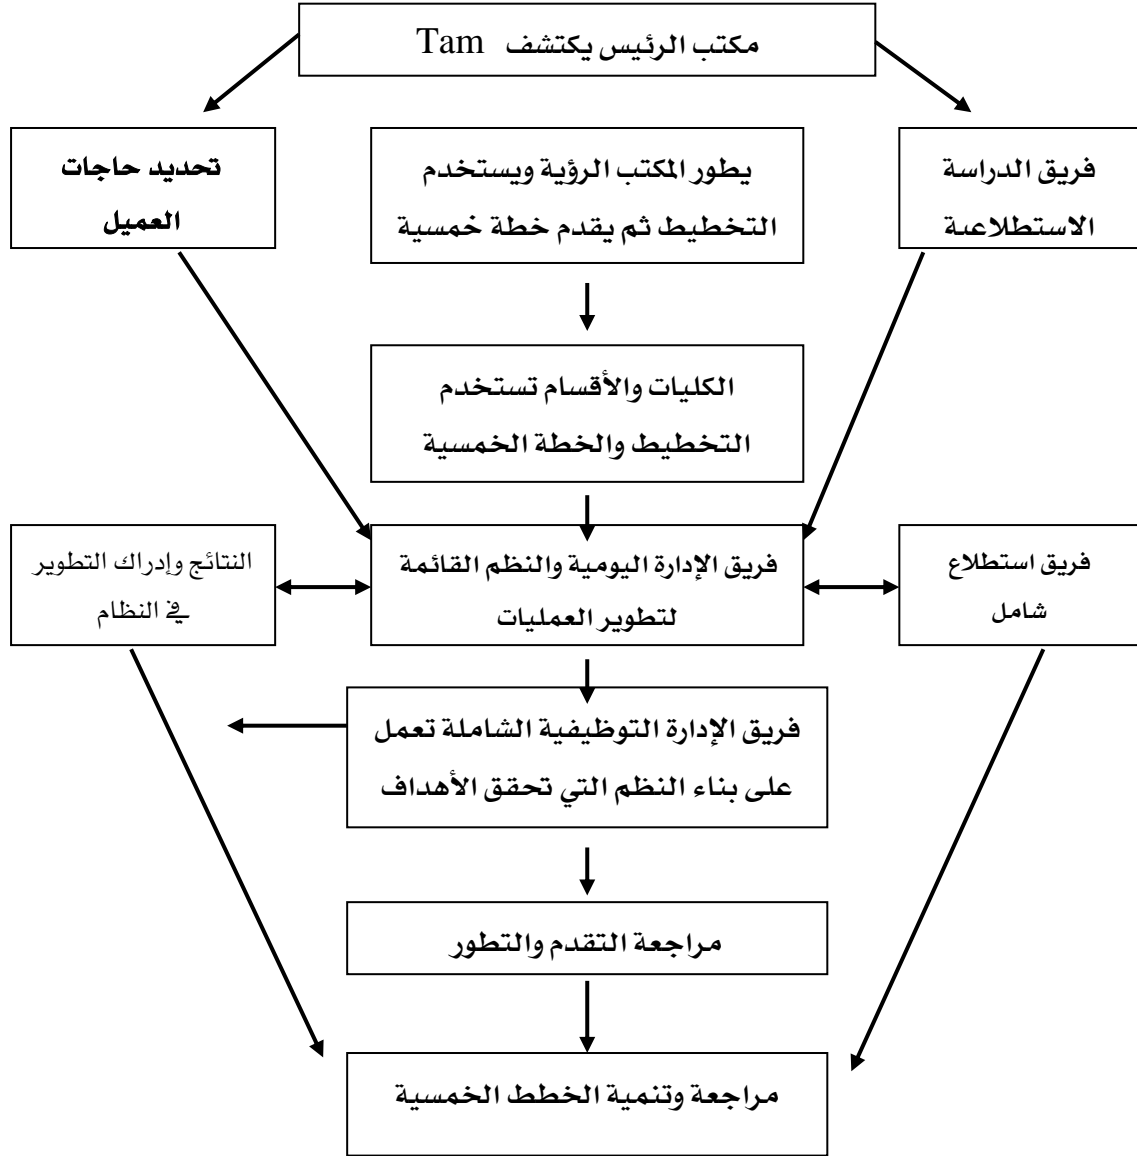 مكتب الرئيس يكتشف Tam
فريق الدراسة
الاستطلاعية
يطور المكتب الرؤية ويستخدم
التخطيط ثم يقدم خطة خمسية
تحديد حاجات
العميل
الكليات والأقسام تستخدم
التخطيط والخطة الخمسية
فريق استطلاع
شامل
فريق الإدارة اليومية والنظم القائمة
لتطوير العمليات
النتائج وإدراك التطوير
في النظام
فريق الإدارة التوظيفية الشاملة تعمل
على بناء النظم التي تحقق الأهداف
مراجعة التقدم والتطور
مراجعة وتنمية الخطط الخمسية